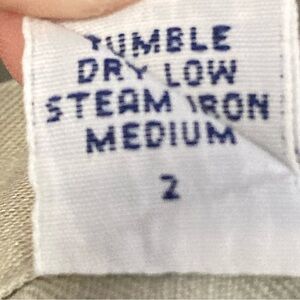 TUMBLE
DRY LOW
STEAM IRON
MEDIUM
2